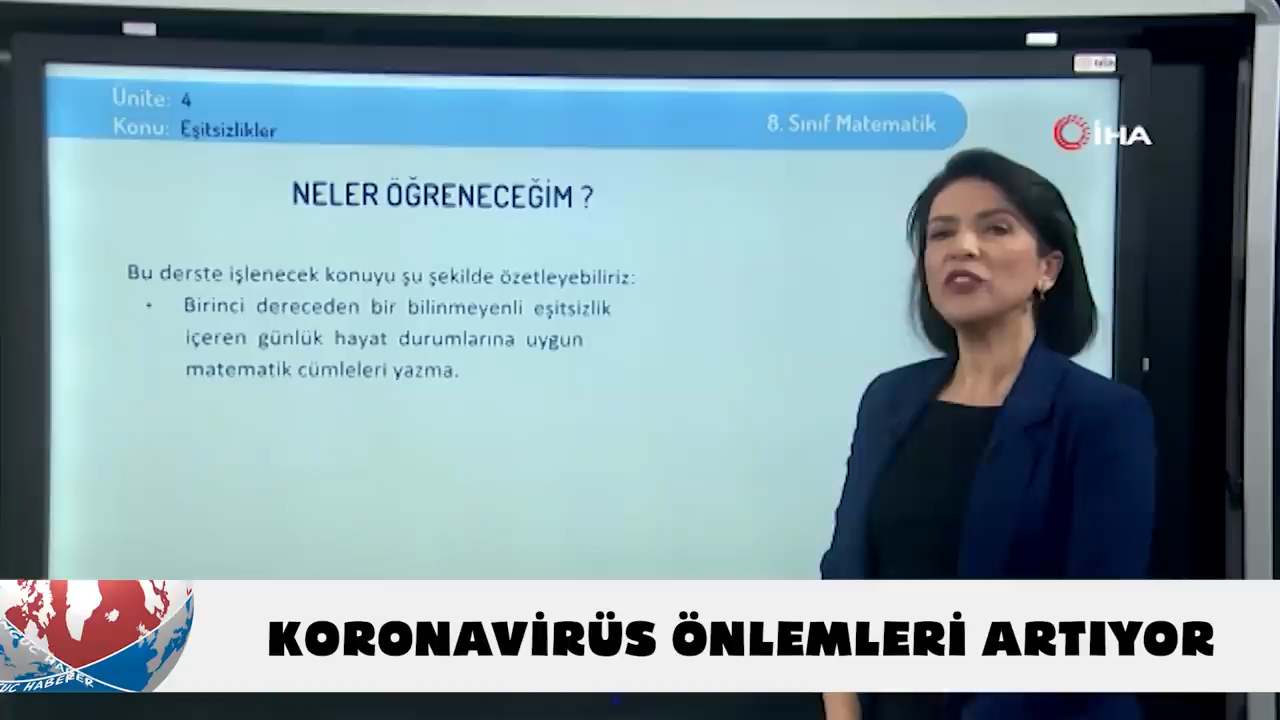 Ünite: 4
Konu: Eşitsizlikler
8. Sınıf Matematik
İHA
NELER ÖĞRENECEĞİM ?
Bu derste işlenecek konuyu şu şekilde özetleyebiliriz:
• Birinci dereceden bir bilinmeyenli eşitsizlik
içeren günlük hayat durumlarına uygun
matematik cümleleri yazma.
KORONAVİRÜS ÖNLEMLERİ ARTIYOR
HABER